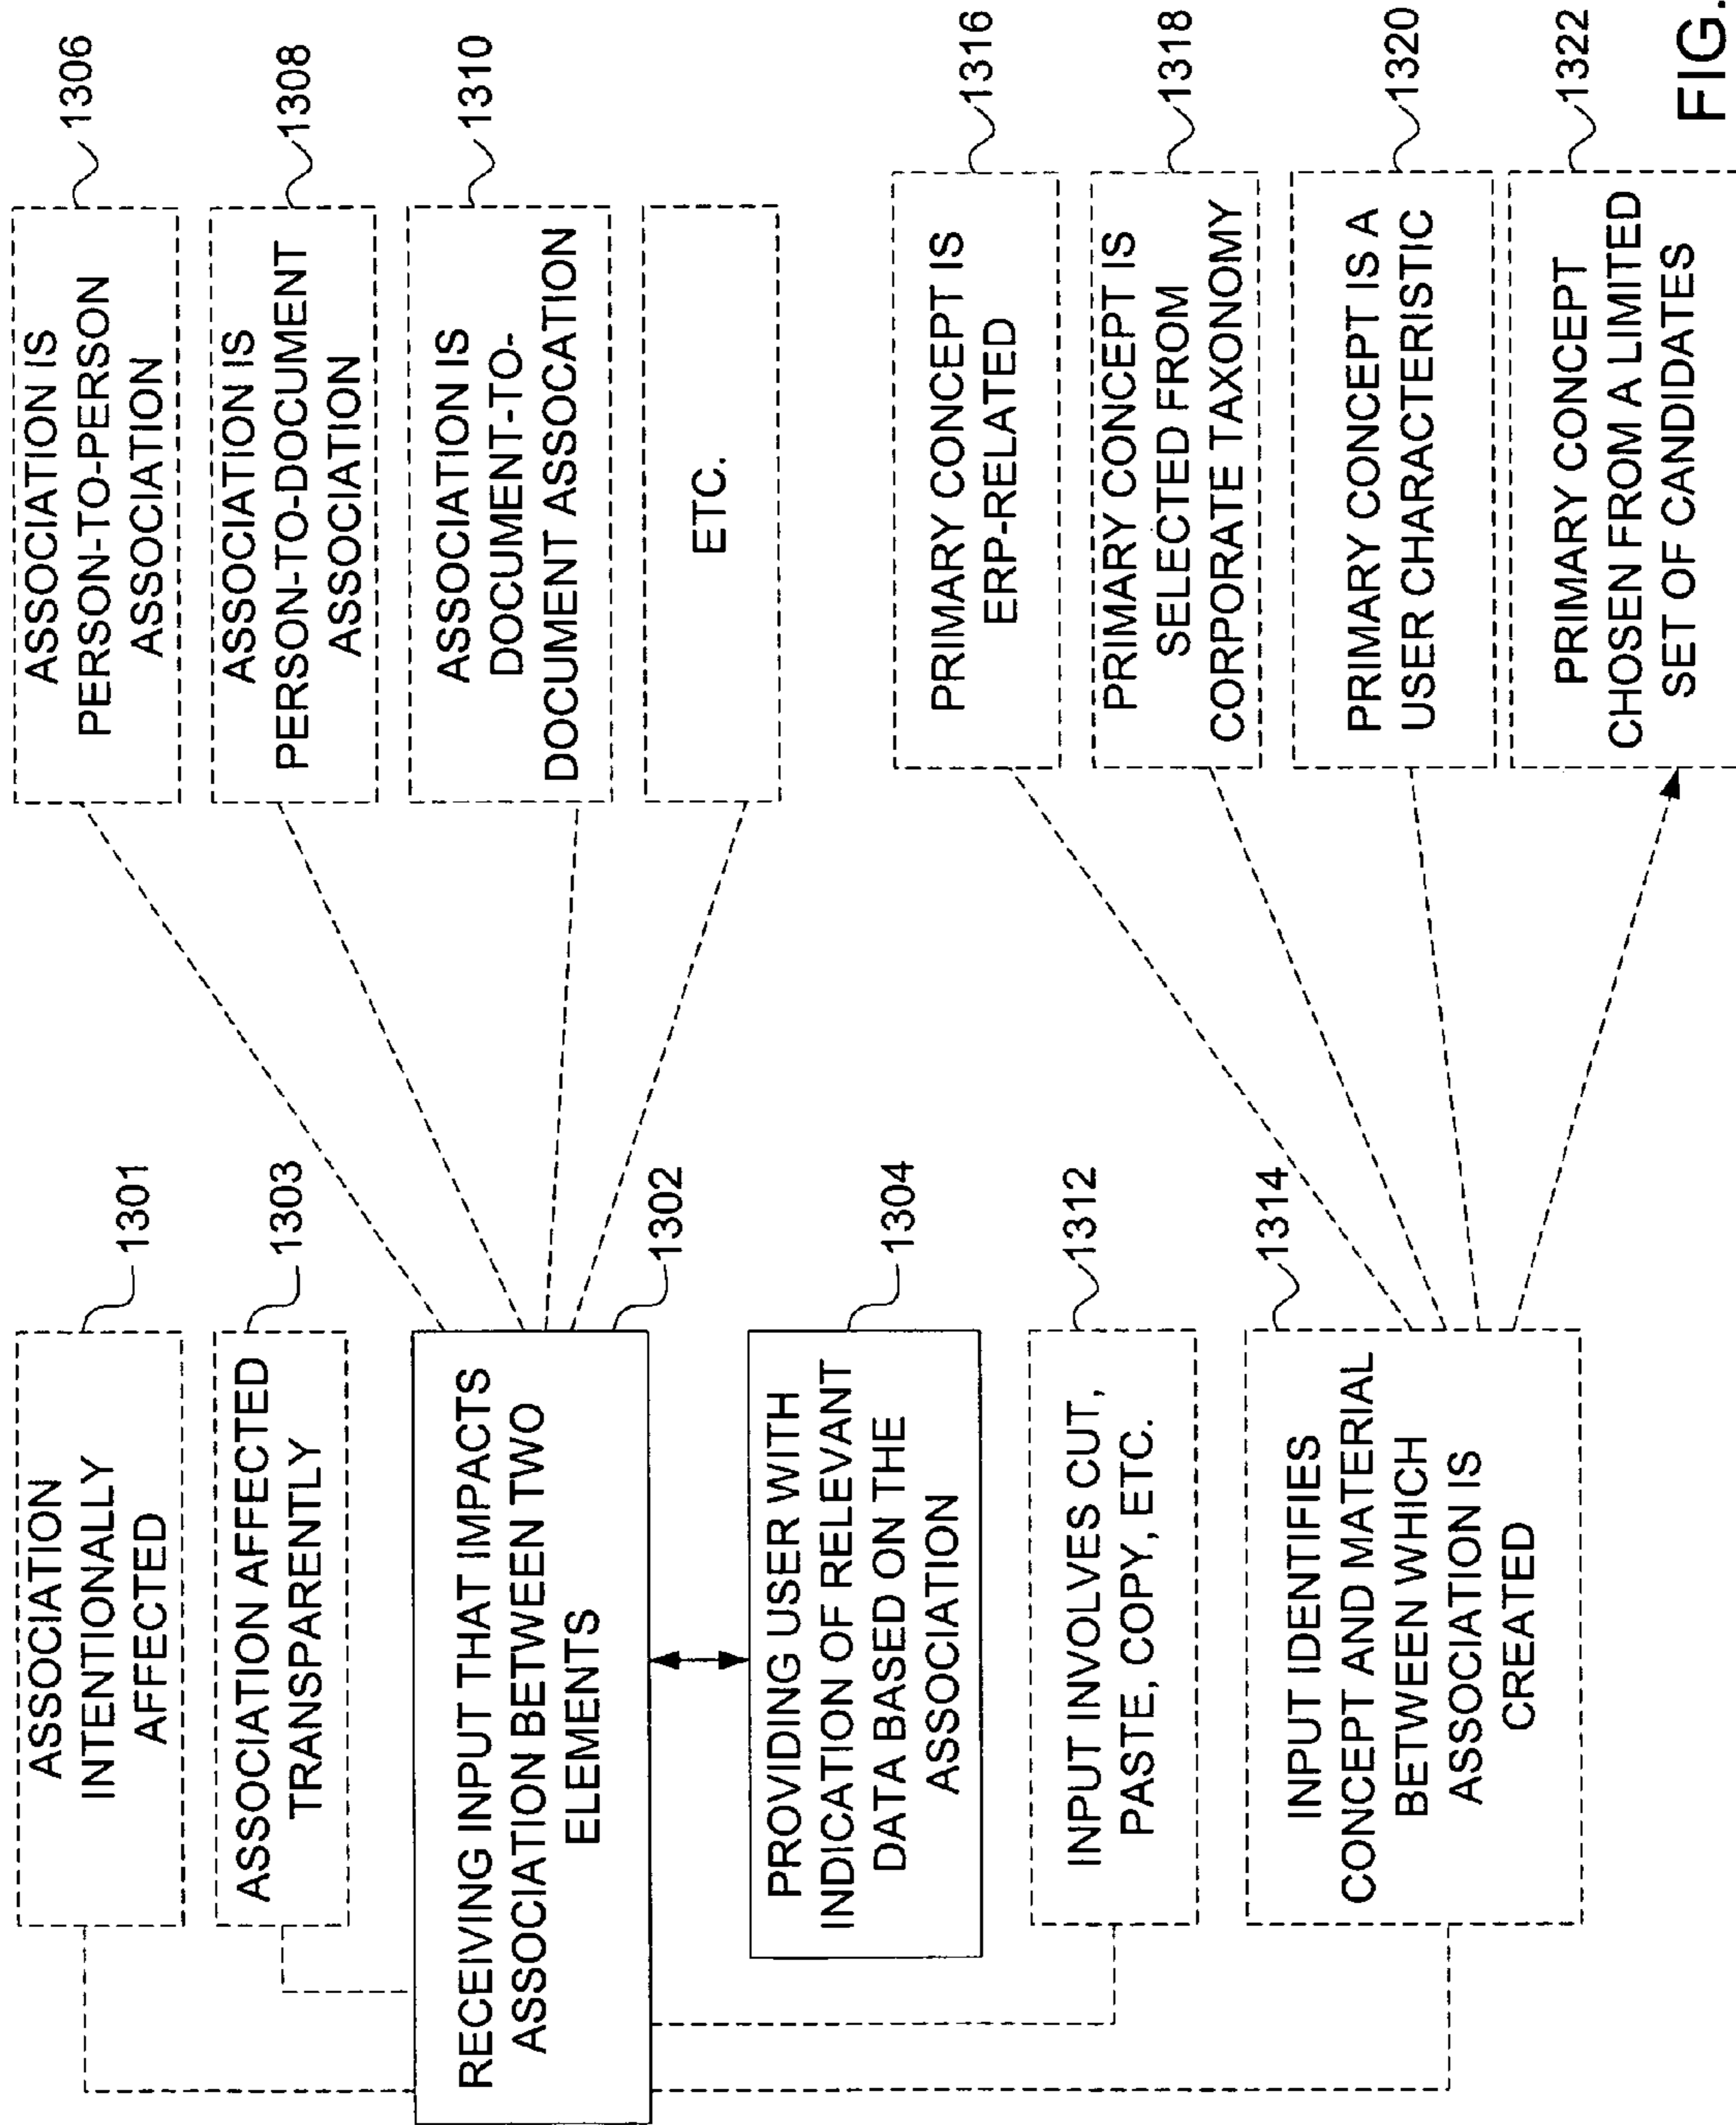 ASSOCIATION
INTENTIONALLY
AFFECTED
1301
ASSOCIATION AFFECTED
TRANSPARENTLY
1303
RECEIVING INPUT THAT IMPACTS
ASSOCIATION BETWEEN TWO
ELEMENTS
1302
PROVIDING USER WITH
INDICATION OF RELEVANT
DATA BASED ON THE
ASSOCIATION
1304
INPUT INVOLVES CUT,
PASTE, COPY, ETC.
1312
INPUT IDENTIFIES
CONCEPT AND MATERIAL
BETWEEN WHICH
ASSOCIATION IS
CREATED
1314
ASSOCIATION IS
PERSON-TO-PERSON
ASSOCIATION
1306
ASSOCIATION IS
PERSON-TO-DOCUMENT
ASSOCIATION
1308
ASSOCIATION IS
DOCUMENT-TO-
DOCUMENT ASSOCATION
1310
ETC.
PRIMARY CONCEPT IS
ERP-RELATED
1316
PRIMARY CONCEPT IS
SELECTED FROM
CORPORATE TAXONOMY
1318
PRIMARY CONCEPT IS A
USER CHARACTERISTIC
1320
PRIMARY CONCEPT
CHOSEN FROM A LIMITED
SET OF CANDIDATES
1322
FIG.